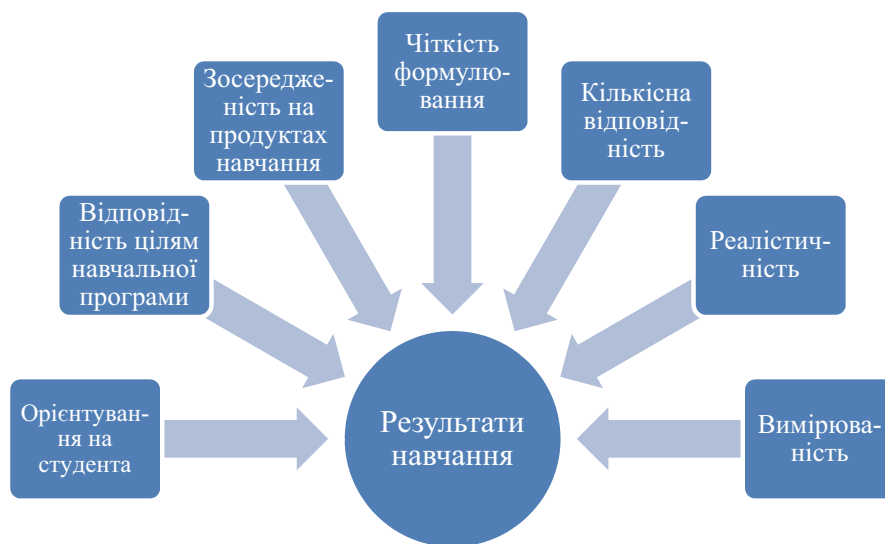 Орієнтуван-
ня на
студента
Відповід-
ність цілям
навчальної
програми
Зосередже-
ність на
продуктах
навчання
Чіткість
формулю-
вання
Кількісна
відповід-
ність
Реалістич-
ність
Вимірюва-
ність
Результати
навчання